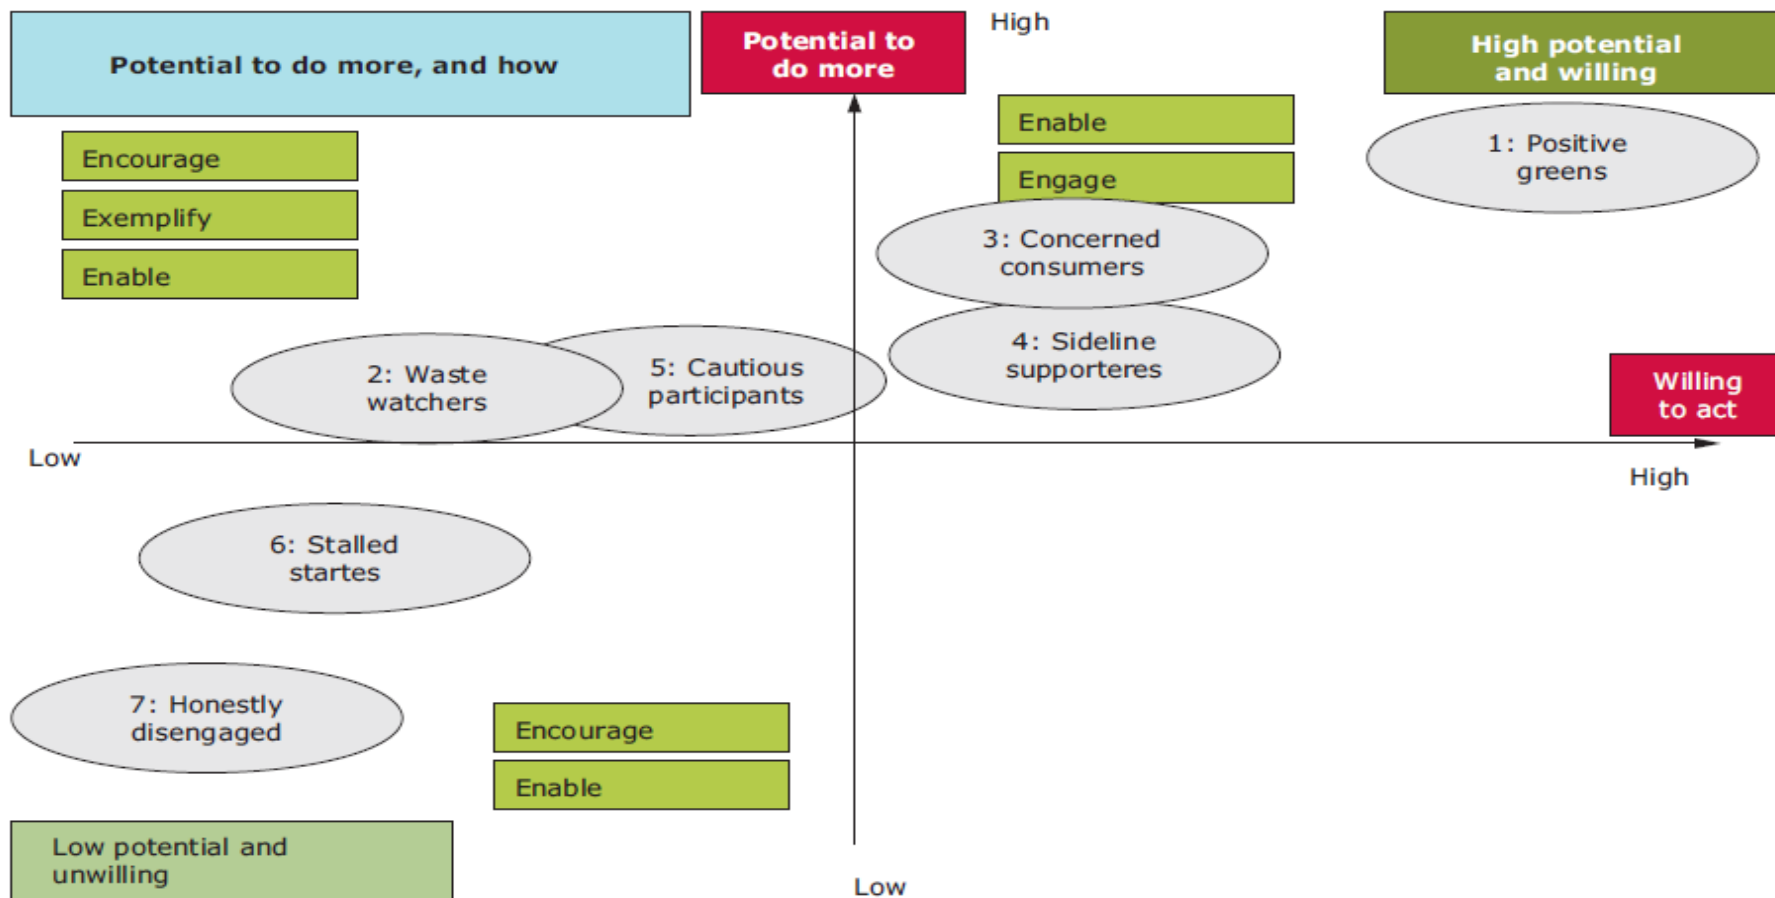 Potential to do more, and how
Potential to
do more
High
High potential
and willing
Encourage
Exemplify
Enable
Enable
Engage
1: Positive
greens
3: Concerned
consumers
4: Sideline
supporteres
2: Waste
watchers
5: Cautious
participants
Willing
to act
Low
High
6: Stalled
startes
7: Honestly
disengaged
Encourage
Enable
Low potential and
unwilling
Low